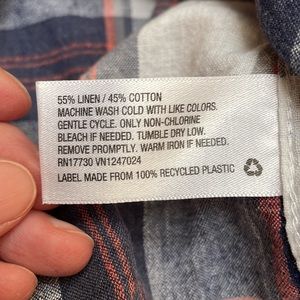 55% LINEN / 45% COTTON
MACHINE WASH COLD WITH LIKE COLORS.
GENTLE CYCLE. ONLY NON-CHLORINE
BLEACH IF NEEDED. TUMBLE DRY LOW.
REMOVE PROMPTLY. WARM IRON IF NEEDED.
RN17730 VN1247024
LABEL MADE FROM 100% RECYCLED PLASTIC